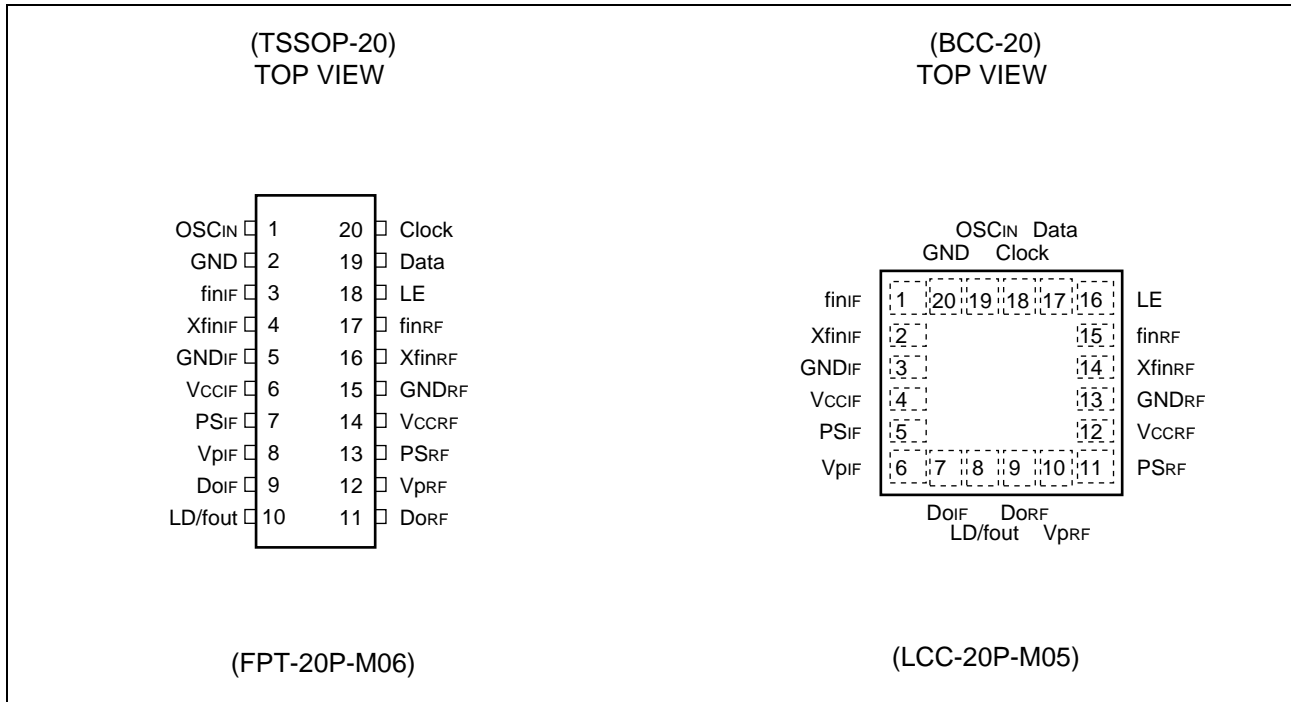 (TSSOP-20)
TOP VIEW
OSCIN 1 20 Clock
GND 2 19 Data
finIF 3 18 LE
XfinIF 4 17 finRF
GNDIF 5 16 XfinRF
VCCIF 6 15 GNDRF
PSIF 7 14 VCCRF
VpIF 8 13 PSRF
DoIF 9 12 VpRF
LD/fout 10 11 DoRF
(FPT-20P-M06)
(BCC-20)
TOP VIEW
OSCIN Data
GND Clock
finIF 1 20 19 18 17 16 LE
XfinIF 2 15 finRF
GNDIF 3 14 XfinRF
VCCIF 4 13 GNDRF
PSIF 5 12 VCCRF
VpIF 6 7 8 9 10 11 PSRF
DoIF DoRF
LD/fout VpRF
(LCC-20P-M05)